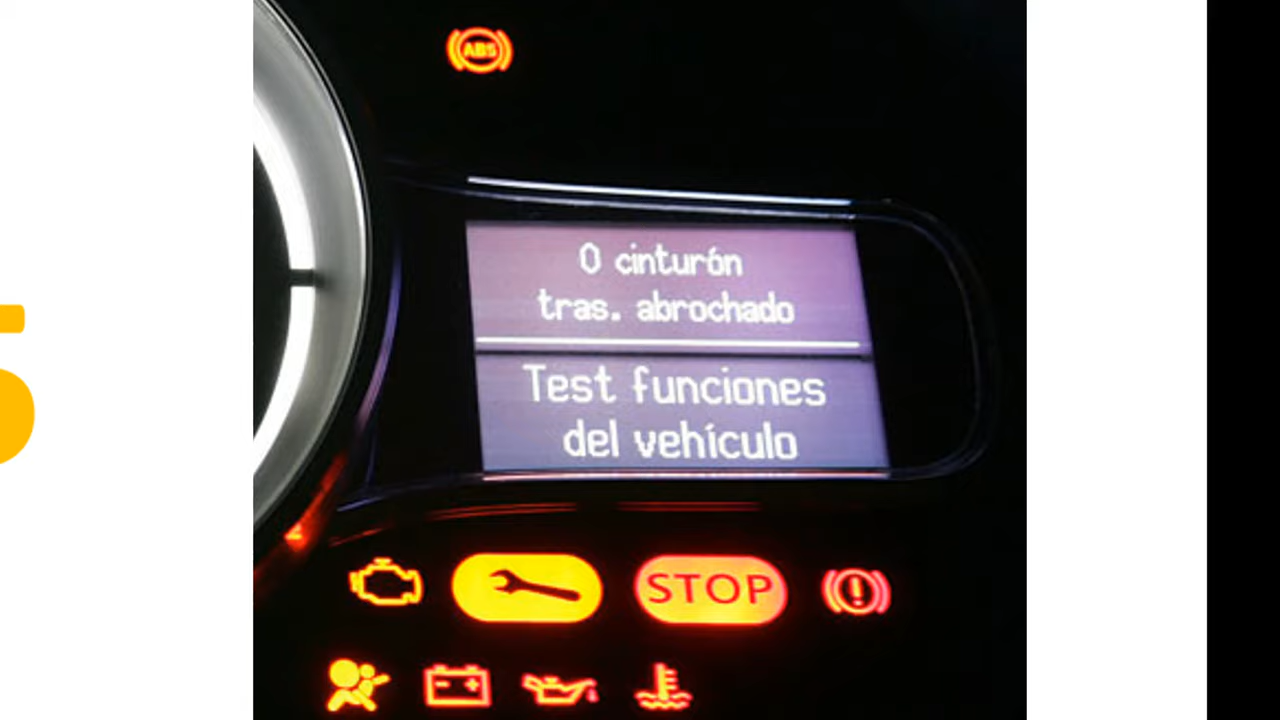 ABS
0 cinturón
tras. abrochado
Test funciones
del vehículo
STOP